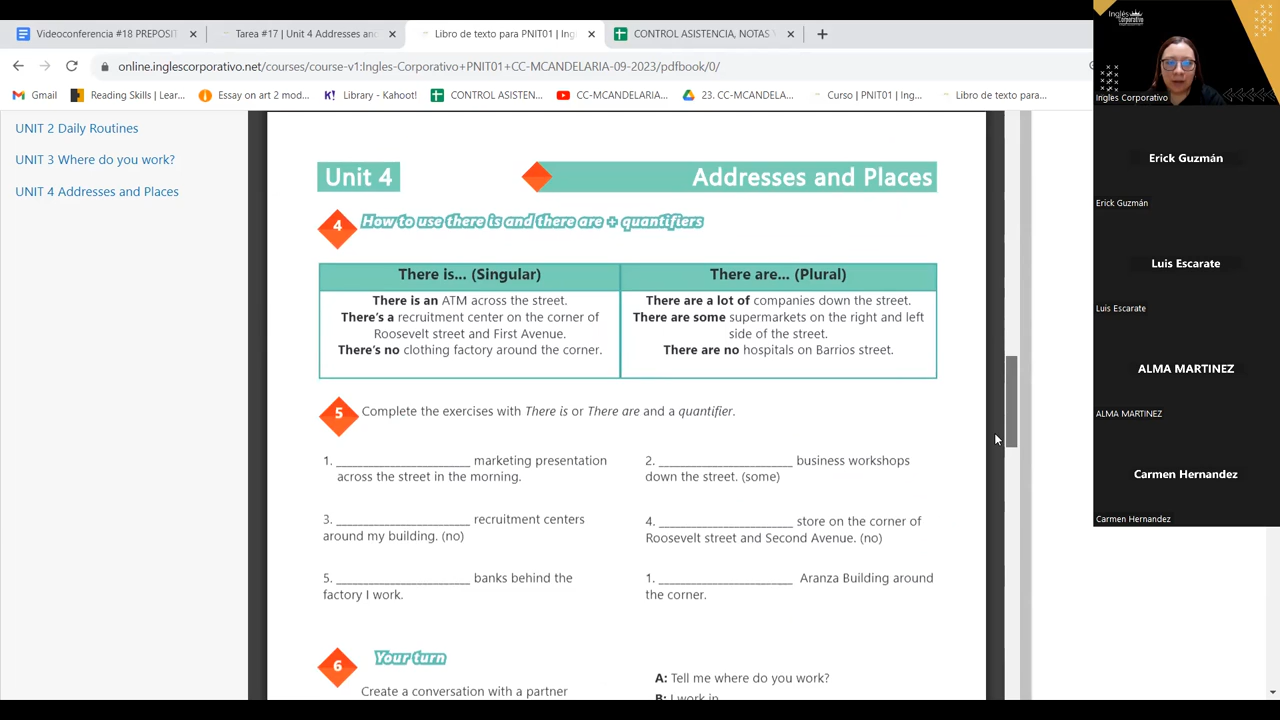 Videoconferencia #18 PREPOSIT
Tarea #17 | Unit 4 Addresses and
Libro de texto para PNIT01 | Ing
CONTROL ASISTENCIA, NOTAS
online.inglescorporativo.net/courses/course-v1:Ingles-Corporativo+PNIT01+CC-MCANDELARIA-09-2023/pdfbook/0/
Gmail
Reading Skills | Lear...
Essay on art 2 mod...
Library - Kahoot!
CONTROL ASISTEN...
CC-MCANDELARIA...
23. CC-MCANDELA...
Curso | PNIT01 | Ing...
Libro de texto para...
UNIT 2 Daily Routines
UNIT 3 Where do you work?
UNIT 4 Addresses and Places
Unit 4
Addresses and Places
4 How to use there is and there are + quantifiers
There is... (Singular)
There is an ATM across the street.
There's a recruitment center on the corner of
Roosevelt street and First Avenue.
There's no clothing factory around the corner.
There are... (Plural)
There are a lot of companies down the street.
There are some supermarkets on the right and left
side of the street.
There are no hospitals on Barrios street.
5 Complete the exercises with There is or There are and a quantifier.
1. ____________________ marketing presentation
across the street in the morning.
2. ____________________ business workshops
down the street. (some)
3. ____________________ recruitment centers
around my building. (no)
4. ____________________ store on the corner of
Roosevelt street and Second Avenue. (no)
5. ____________________ banks behind the
factory I work.
1. ____________________ Aranza Building around
the corner.
6 Your turn
Create a conversation with a partner
A: Tell me where do you work?
B: I work in
Inglés
Corporativo
Ingles Corporativo
Erick Guzmán
Erick Guzmán
Luis Escarate
Luis Escarate
ALMA MARTINEZ
ALMA MARTINEZ
Carmen Hernandez
Carmen Hernandez